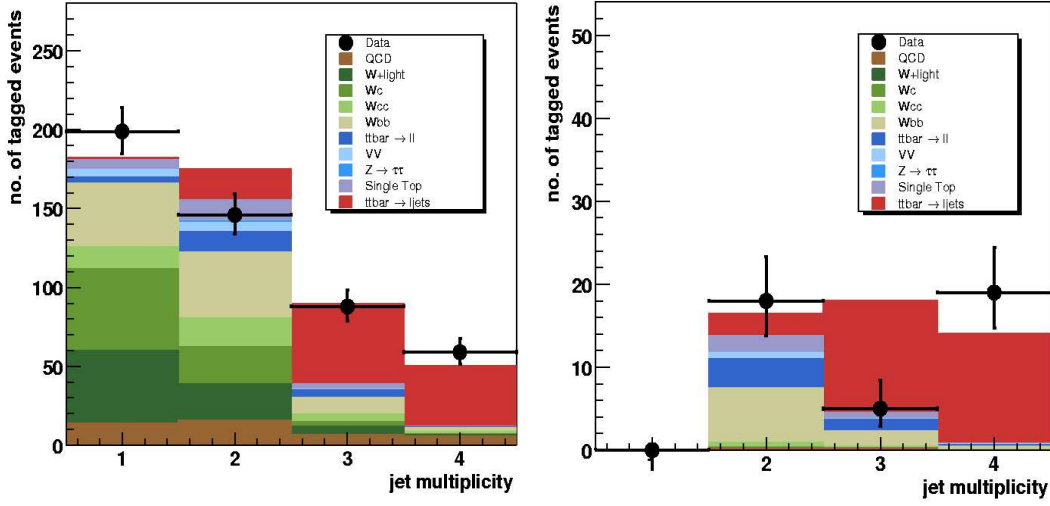 no. of tagged events
250
200
150
100
50
0
Data
QCD
W+light
Wc
Wcc
Wbb
ttbar → ll
VV
Z → ττ
Single Top
ttbar → ljets
1 2 3 4
jet multiplicity
no. of tagged events
50
40
30
20
10
0
Data
QCD
W+light
Wc
Wcc
Wbb
ttbar → ll
VV
Z → ττ
Single Top
ttbar → ljets
1 2 3 4
jet multiplicity